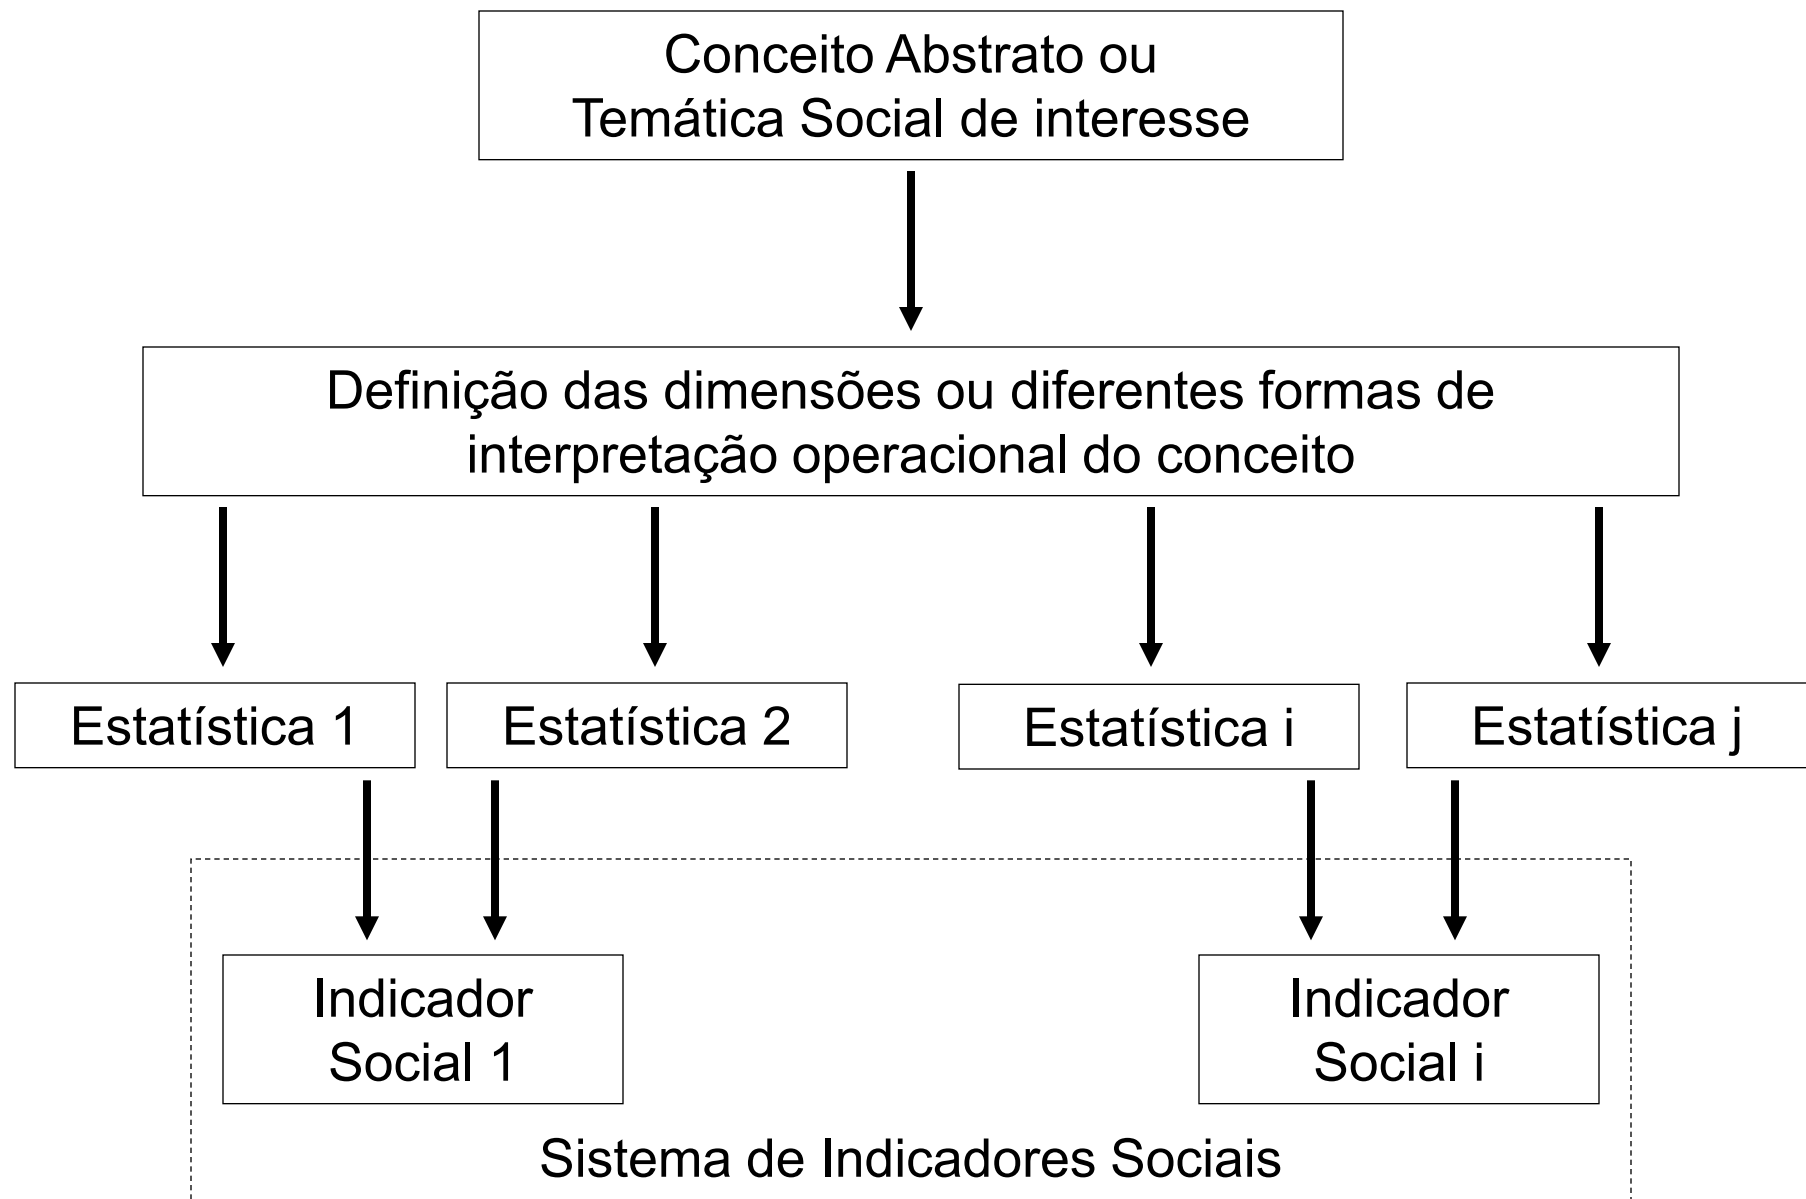 Conceito Abstrato ou
Temática Social de interesse
Definição das dimensões ou diferentes formas de
interpretação operacional do conceito
Estatística 1
Estatística 2
Estatística i
Estatística j
Indicador
Social 1
Indicador
Social i
Sistema de Indicadores Sociais